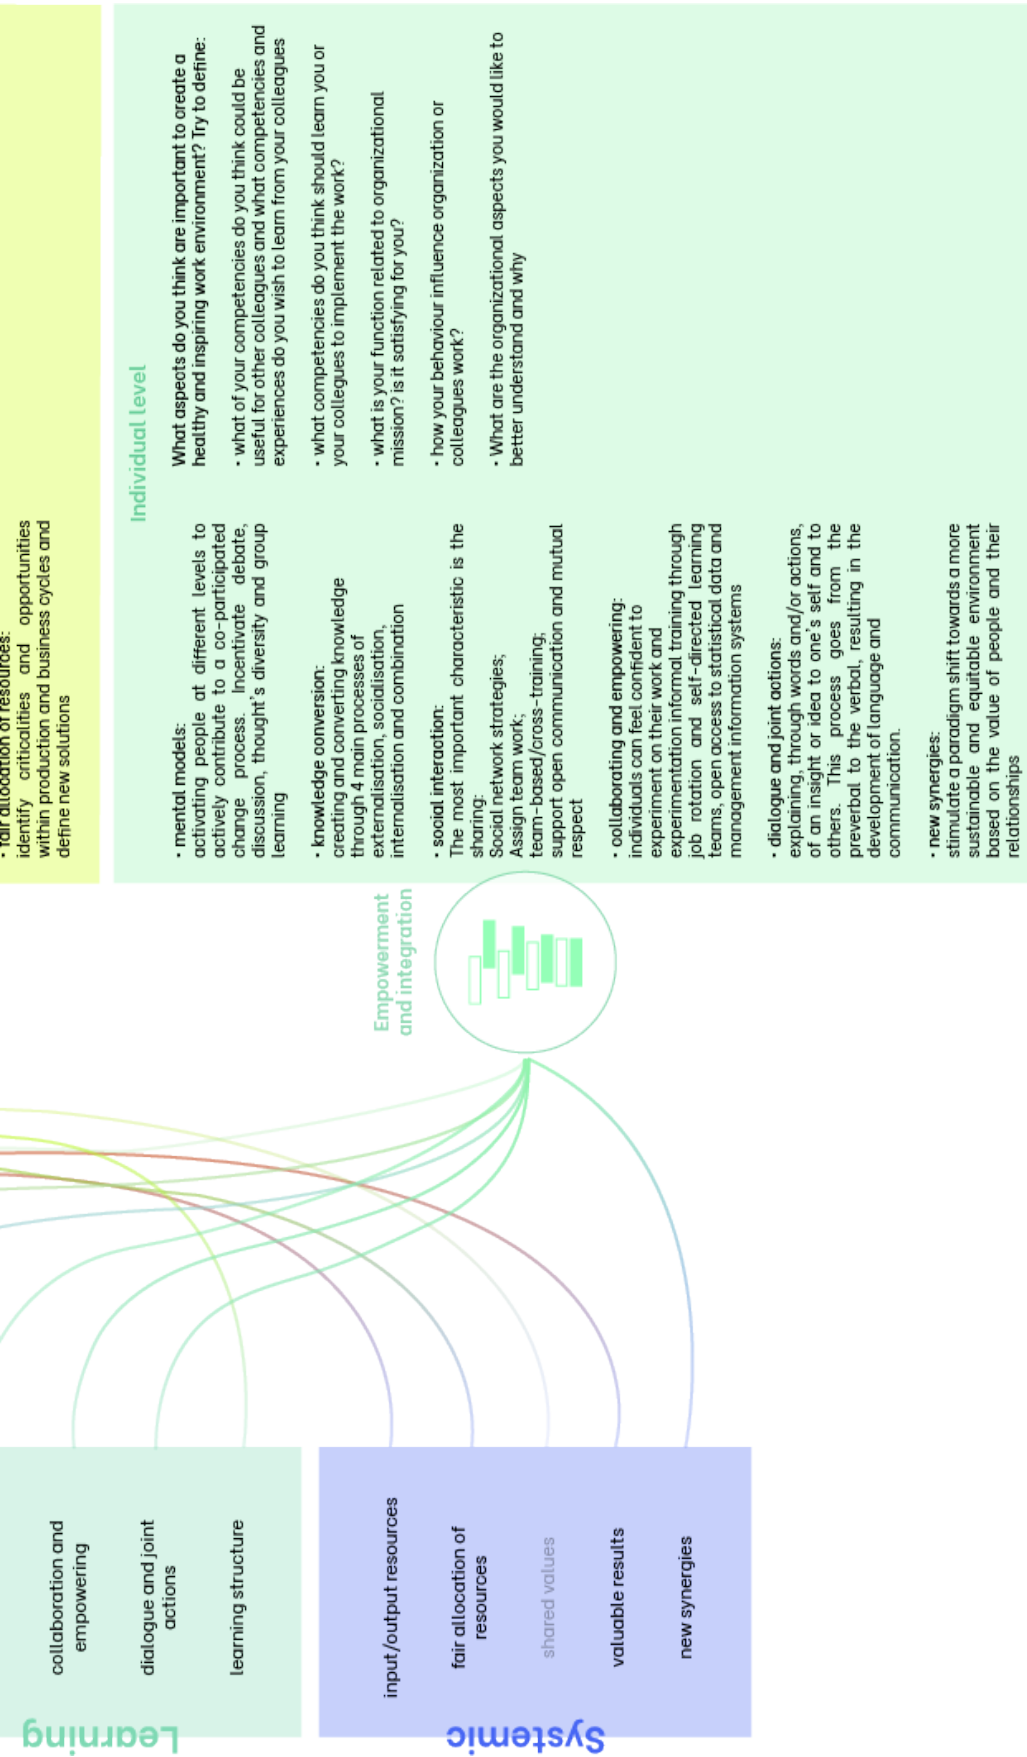 Learning
collaboration and
empowering
dialogue and joint
actions
learning structure
Systemic
input/output resources
fair allocation of
resources
shared values
valuable results
new synergies
• fair allocation of resources:
identify criticalities and opportunities
within production and business cycles and
define new solutions
Empowerment
and integration
• mental models:
activating people at different levels to
actively contribute to a co-participated
change process. Incentivate debate,
discussion, thought's diversity and group
learning
• knowledge conversion:
creating and converting knowledge
through 4 main processes of
externalisation, socialisation,
internalisation and combination
• social interaction:
The most important characteristic is the
sharing:
Social network strategies;
Assign team work;
team-based/cross-training;
support open communication and mutual
respect
• collaborating and empowering:
individuals can feel confident to
experiment on their work and
experimentation informal training through
job rotation and self-directed learning
teams, open access to statistical data and
management information systems
• dialogue and joint actions:
explaining, through words and/or actions,
of an insight or idea to one's self and to
others. This process goes from the
preverbal to the verbal, resulting in the
development of language and
communication.
• new synergies:
stimulate a paradigm shift towards a more
sustainable and equitable environment
based on the value of people and their
relationships
Individual level
What aspects do you think are important to create a
healthy and inspiring work environment? Try to define:
• what of your competencies do you think could be
useful for other colleagues and what competencies and
experiences do you wish to learn from your colleagues
• what competencies do you think should learn you or
your collegues to implement the work?
• what is your function related to organizational
mission? is it satisfying for you?
• how your behaviour influence organization or
colleagues work?
• What are the organizational aspects you would like to
better understand and why